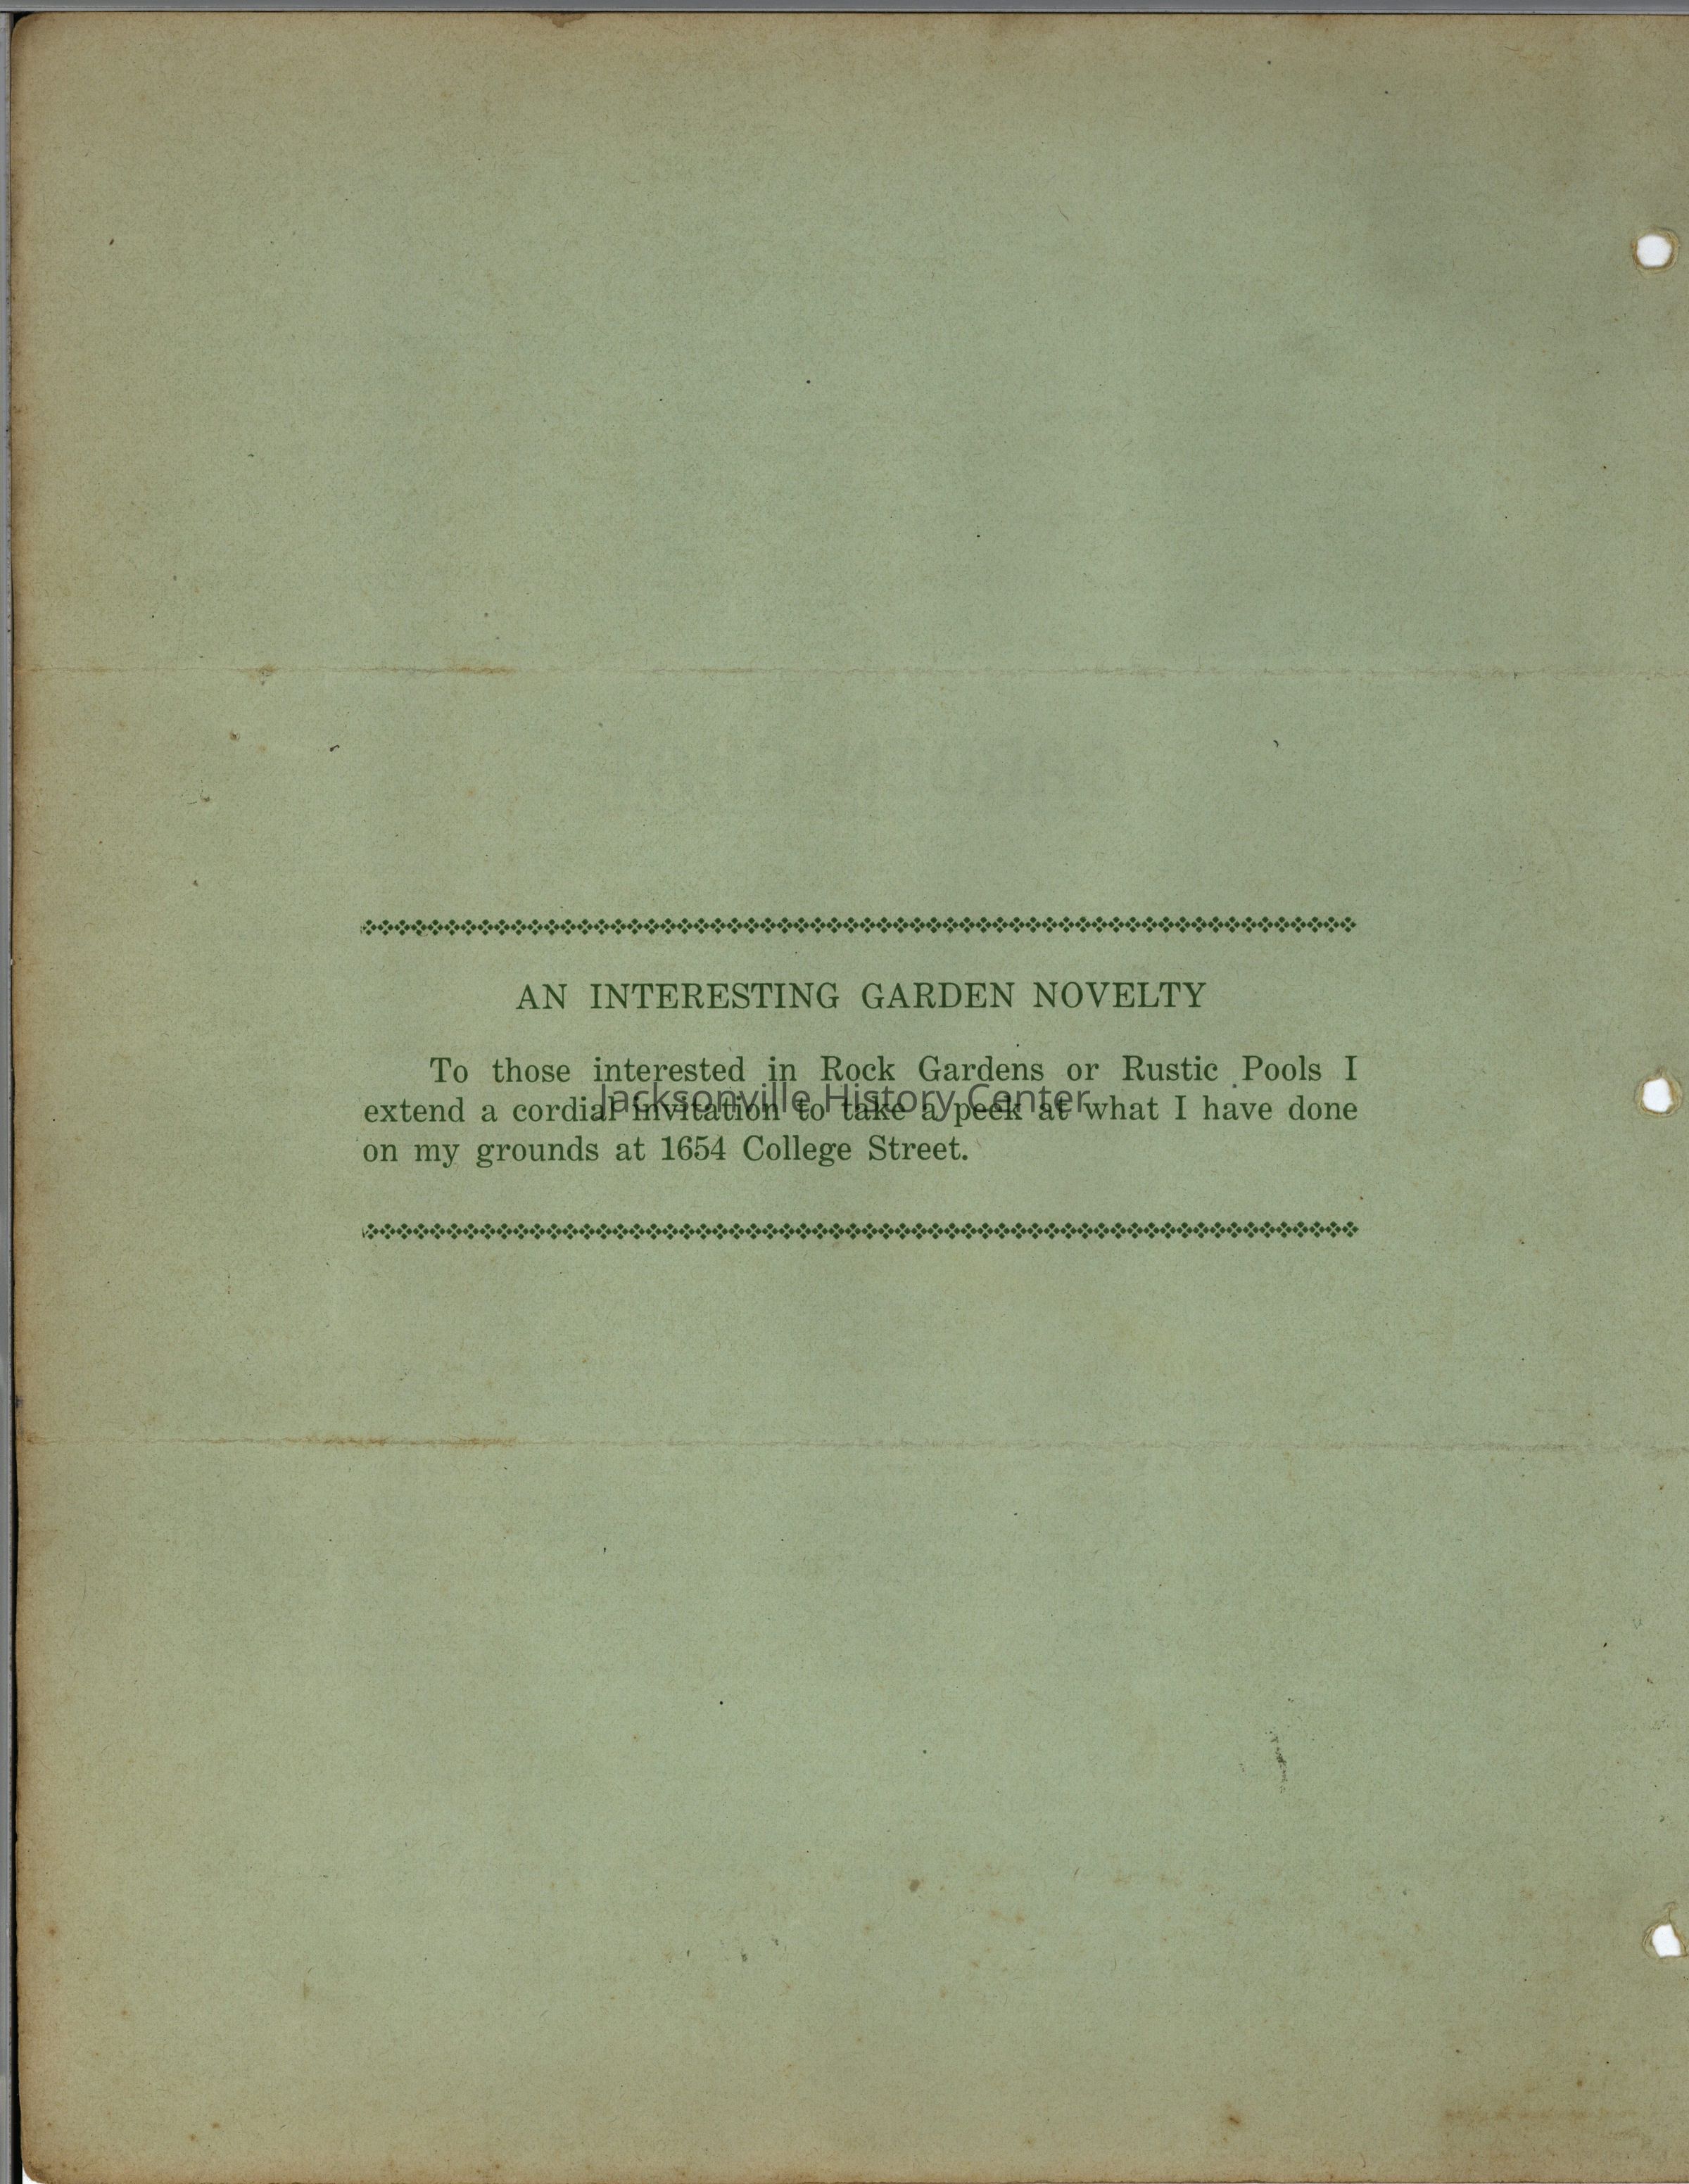 AN INTERESTING GARDEN NOVELTY
To those interested in Rock Gardens or Rustic Pools I
extend a cordial invitation to take a peek at what I have done
on my grounds at 1654 College Street.
Jacksonville History Center